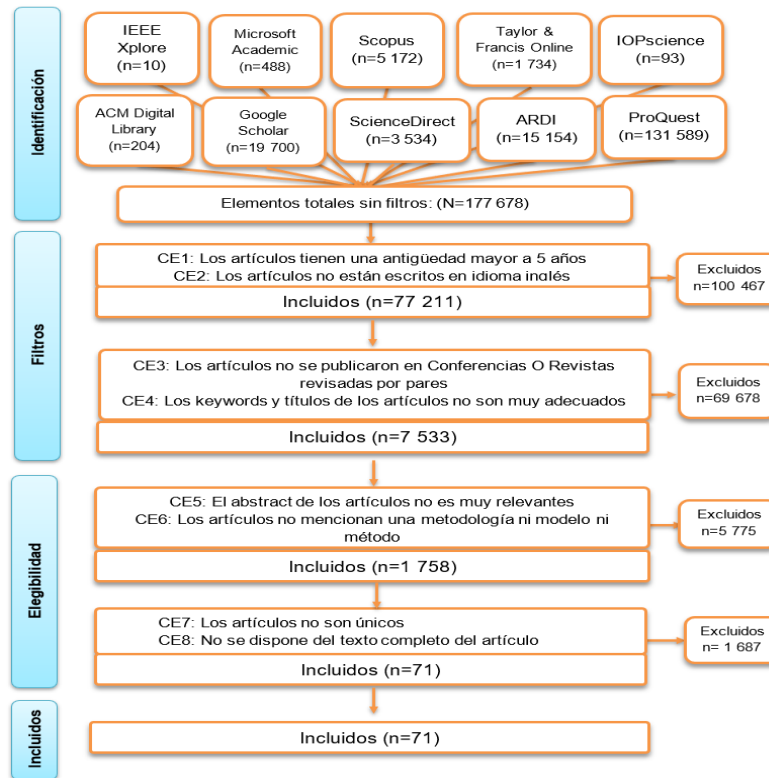 Identificación
IEEE
Xplore
(n=10)
Microsoft
Academic
(n=488)
Scopus
(n=5 172)
Taylor &
Francis Online
(n=1 734)
IOPscience
(n=93)
ACM Digital
Library
(n=204)
Google
Scholar
(n=19 700)
ScienceDirect
(n=3 534)
ARDI
(n=15 154)
ProQuest
(n=131 589)
Elementos totales sin filtros: (N=177 678)
Filtros
CE1: Los artículos tienen una antigüedad mayor a 5 años
CE2: Los artículos no están escritos en idioma inglés
Incluidos (n=77 211)
Excluidos
n=100 467
CE3: Los artículos no se publicaron en Conferencias O Revistas
revisadas por pares
CE4: Los keywords y títulos de los artículos no son muy adecuados
Incluidos (n=7 533)
Excluidos
n=69 678
Elegibilidad
CE5: El abstract de los artículos no es muy relevantes
CE6: Los artículos no mencionan una metodología ni modelo ni
método
Incluidos (n=1 758)
Excluidos
n=5 775
CE7: Los artículos no son únicos
CE8: No se dispone del texto completo del artículo
Incluidos (n=71)
Excluidos
n= 1 687
Incluidos
Incluidos (n=71)